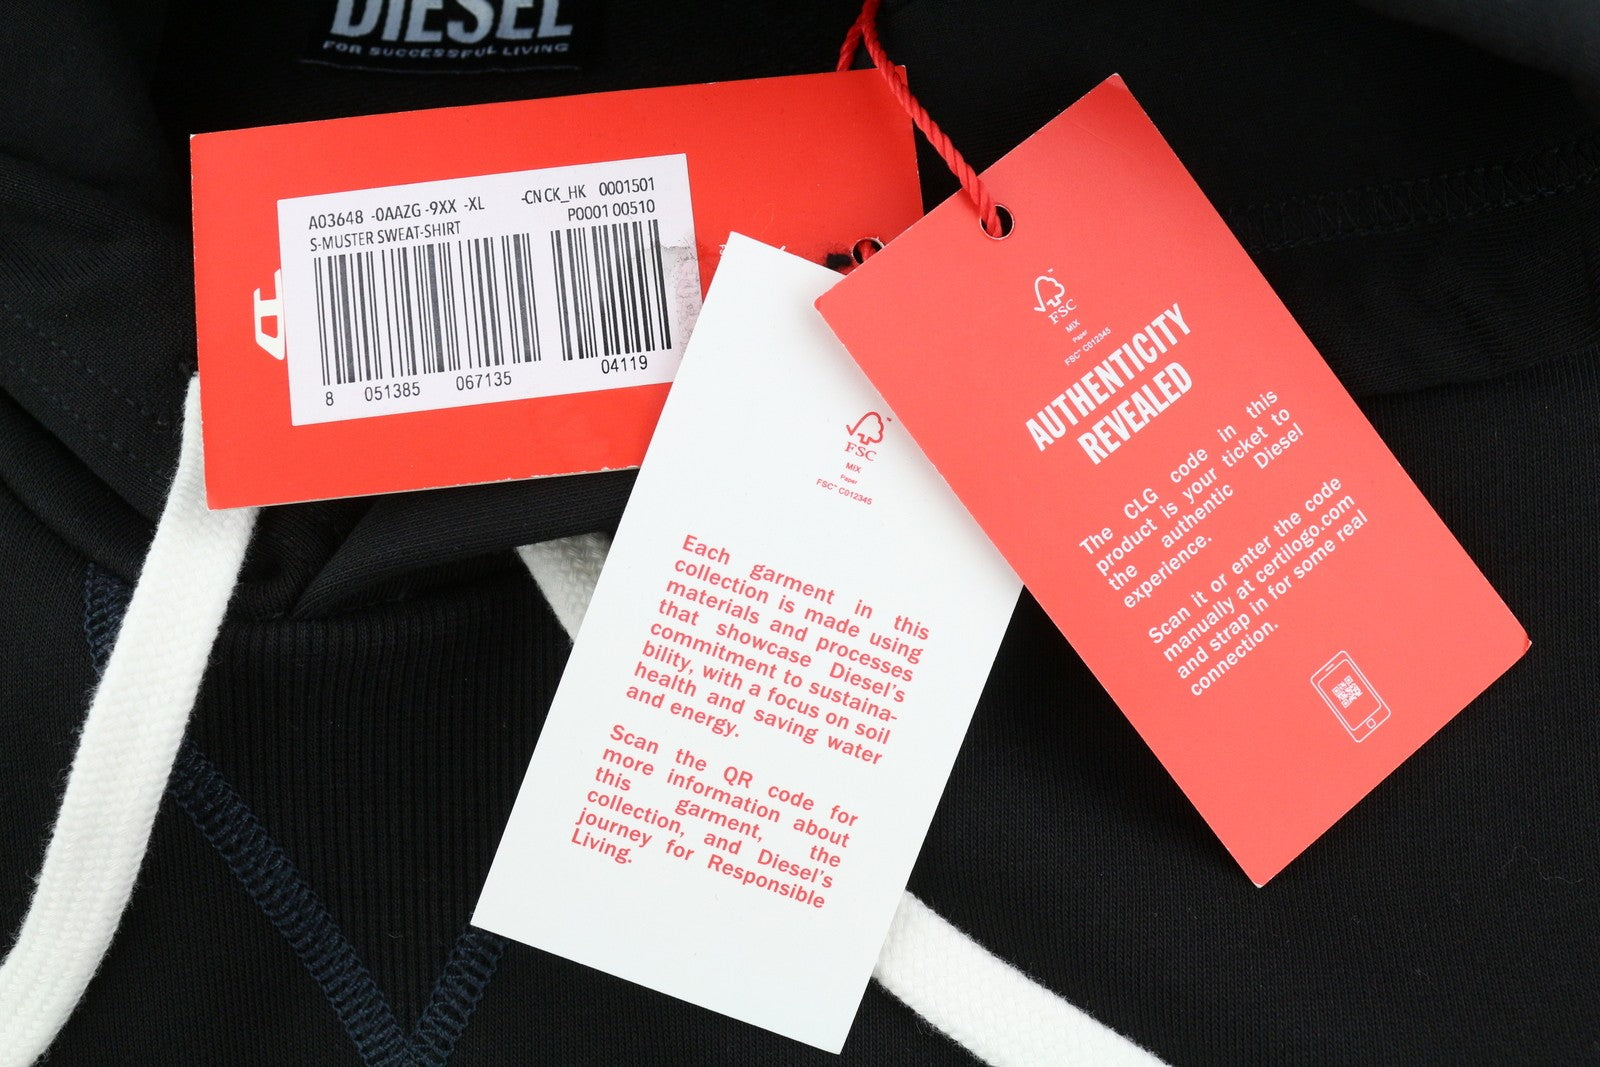 DIESEL
FOR SUCCESSFUL LIVING
A03648 -0AAZG -9XX -XL -CN CK_HK 0001501
S-MUSTER SWEAT-SHIRT P0001 00510
8 051385 067135 04119
FSC
MIX
Paper
FSC™ C012345
Each garment in this
collection is made using
materials and processes
that showcase Diesel's
commitment to sustaina-
bility, with a focus on soil
health and saving water
and energy.
Scan the QR code for
more information about
this garment, the
collection, and Diesel's
journey for Responsible
Living.
FSC
MIX
Paper
FSC™ C012345
AUTHENTICITY
REVEALED
The CLG code in this
product is your ticket to
the authentic Diesel
experience.
Scan it or enter the code
manually at certilogo.com
and strap in for some real
connection.